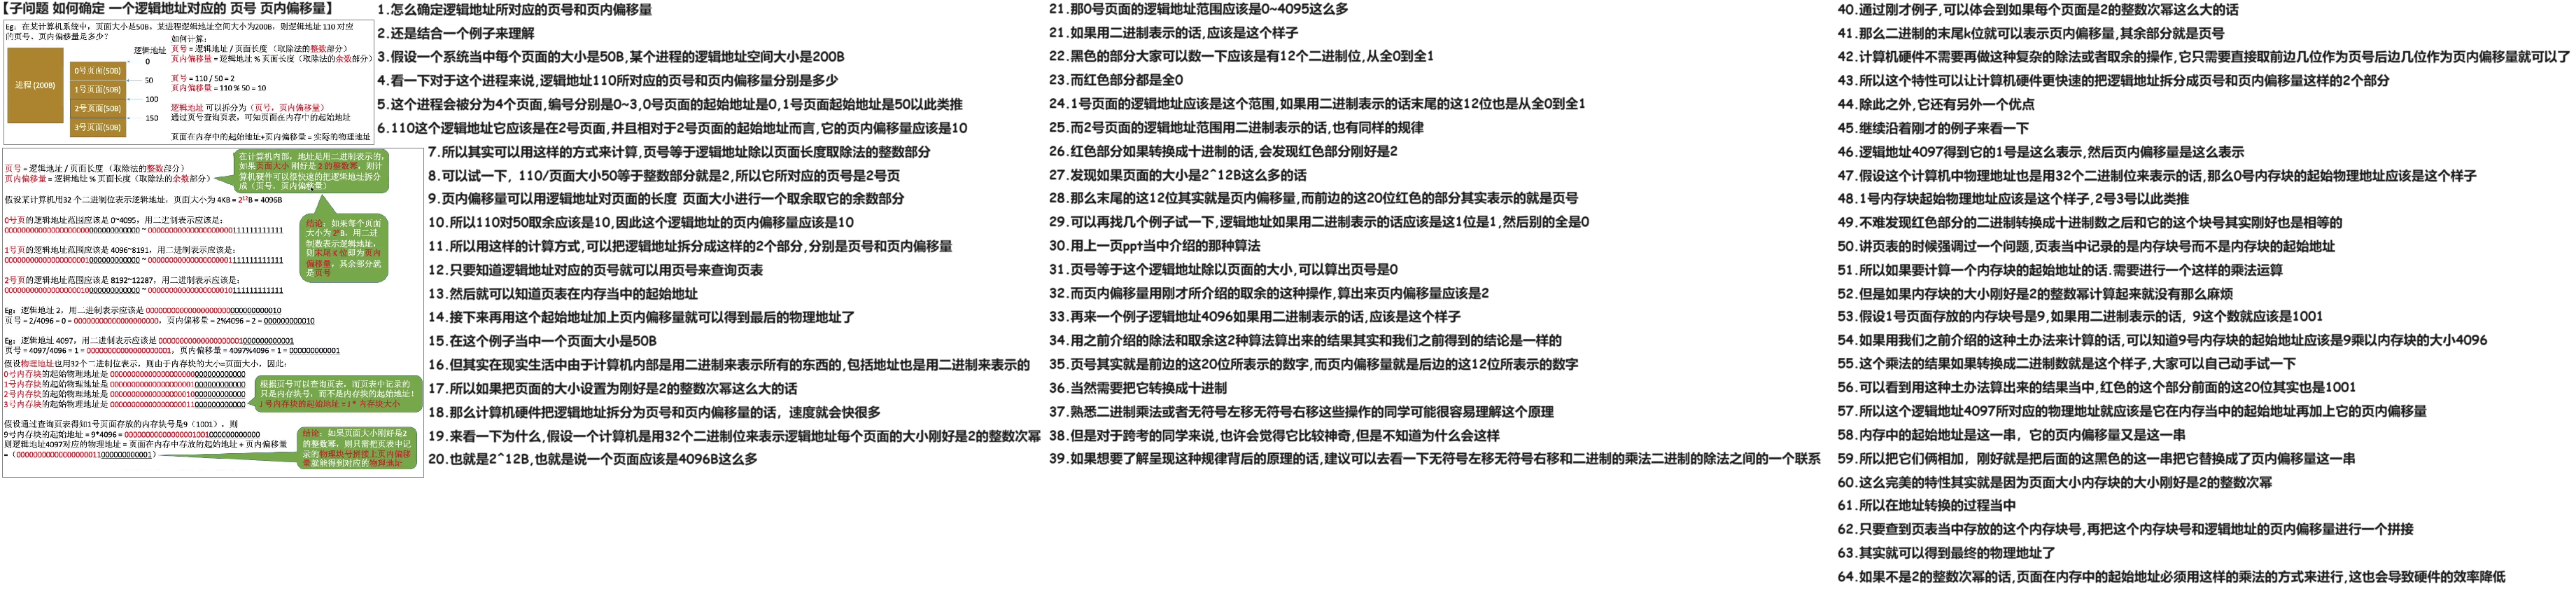 【子问题 如何确定 一个逻辑地址对应的 页号 页内偏移量】
Eg：在某计算机系统中，页面大小是50B。某进程逻辑地址空间大小为200B，则逻辑地址 110 对应
的页号、页内偏移量是多少？
如何计算：
页号 = 逻辑地址 / 页面长度 （取除法的整数部分）
页内偏移量 = 逻辑地址 % 页面长度（取除法的余数部分）
页号 = 110 / 50 = 2
页内偏移量 = 110 % 50 = 10
逻辑地址 可以拆分为（页号，页内偏移量）
通过页号查询页表，可知页面在内存中的起始地址
页面在内存中的起始地址+页内偏移量 = 实际的物理地址
进程 (200B)
逻辑地址
0号页面(50B)
1号页面(50B)
2号页面(50B)
3号页面(50B)
0
50
100
150
页号 = 逻辑地址 / 页面长度 （取除法的整数部分）
页内偏移量 = 逻辑地址 % 页面长度（取除法的余数部分）
在计算机内部，地址是用二进制表示的，
如果页面大小 刚好是 2 的整数幂，则计
算机硬件可以很快速的把逻辑地址拆分
成（页号，页内偏移量）
假设某计算机用32 个二进制位表示逻辑地址，页面大小为 4KB = 2^12B = 4096B
0号页的逻辑地址范围应该是 0~4095，用二进制表示应该是：
00000000000000000000000000000000 ~ 00000000000000000000111111111111
1号页的逻辑地址范围应该是 4096~8191，用二进制表示应该是：
00000000000000000001000000000000 ~ 00000000000000000001111111111111
2号页的逻辑地址范围应该是 8192~12287，用二进制表示应该是：
00000000000000000010000000000000 ~ 00000000000000000010111111111111
结论：如果每个页面
大小为 B，用二进
制数表示逻辑地址，
则末尾 K 位即为页内
偏移量，其余部分就
是页号
Eg：逻辑地址 2，用二进制表示应该是 00000000000000000000000000000010
页号 = 2/4096 = 0 = 00000000000000000000，页内偏移量 = 2%4096 = 2 = 000000000010
Eg：逻辑地址 4097，用二进制表示应该是 00000000000000000001000000000001
页号 = 4097/4096 = 1 = 00000000000000000001，页内偏移量 = 4097%4096 = 1 = 000000000001
假设物理地址也用32个二进制位表示，则由于内存块的大小=页面大小，因此：
0号内存块的起始物理地址是 00000000000000000000000000000000
1号内存块的起始物理地址是 00000000000000000001000000000000
2号内存块的起始物理地址是 00000000000000000010000000000000
3号内存块的起始物理地址是 00000000000000000011000000000000
根据页号可以查询页表，而页表中记录的
只是内存块号，而不是内存块的起始地址！
J 号内存块的起始地址 = J * 内存块大小
假设通过查询页表得知1号页面存放的内存块号是9（1001），则
9号内存块的起始地址 = 9*4096 = 00000000000000001001000000000000
则逻辑地址4097对应的物理地址 = 页面在内存中存放的起始地址 + 页内偏移量
=（ 000000000001）
结论：如果页面大小刚好是2
的整数幂，则只需把页表中记
录的物理块号拼接上页内偏移
量就能得到对应的物理地址
1.怎么确定逻辑地址所对应的页号和页内偏移量
2.还是结合一个例子来理解
3.假设一个系统当中每个页面的大小是50B,某个进程的逻辑地址空间大小是200B
4.看一下对于这个进程来说,逻辑地址110所对应的页号和页内偏移量分别是多少
5.这个进程会被分为4个页面,编号分别是0~3,0号页面的起始地址是0,1号页面起始地址是50以此类推
6.110这个逻辑地址它应该是在2号页面,并且相对于2号页面的起始地址而言,它的页内偏移量应该是10
7.所以其实可以用这样的方式来计算,页号等于逻辑地址除以页面长度取除法的整数部分
8.可以试一下, 110/页面大小50等于整数部分就是2,所以它所对应的页号是2号页
9.页内偏移量可以用逻辑地址对页面的长度 页面大小进行一个取余取它的余数部分
10.所以110对50取余应该是10,因此这个逻辑地址的页内偏移量应该是10
11.所以用这样的计算方式,可以把逻辑地址拆分成这样的2个部分,分别是页号和页内偏移量
12.只要知道逻辑地址对应的页号就可以用页号来查询页表
13.然后就可以知道页表在内存当中的起始地址
14.接下来再用这个起始地址加上页内偏移量就可以得到最后的物理地址了
15.在这个例子当中一个页面大小是50B
16.但其实在现实生活中由于计算机内部是用二进制来表示所有的东西的,包括地址也是用二进制来表示的
17.所以如果把页面的大小设置为刚好是2的整数次幂这么大的话
18.那么计算机硬件把逻辑地址拆分为页号和页内偏移量的话, 速度就会快很多
19.来看一下为什么,假设一个计算机是用32个二进制位来表示逻辑地址每个页面的大小刚好是2的整数次幂
20.也就是2^12B,也就是说一个页面应该是4096B这么多
21.那0号页面的逻辑地址范围应该是0~4095这么多
21.如果用二进制表示的话,应该是这个样子
22.黑色的部分大家可以数一下应该是有12个二进制位,从全0到全1
23.而红色部分都是全0
24.1号页面的逻辑地址应该是这个范围,如果用二进制表示的话末尾的这12位也是从全0到全1
25.而2号页面的逻辑地址范围用二进制表示的话,也有同样的规律
26.红色部分如果转换成十进制的话,会发现红色部分刚好是2
27.发现如果页面的大小是2^12B这么多的话
28.那么末尾的这12位其实就是页内偏移量,而前边的这20位红色的部分其实表示的就是页号
29.可以再找几个例子试一下,逻辑地址如果用二进制表示的话应该是这1位是1,然后别的全是0
30.用上一页ppt当中介绍的那种算法
31.页号等于这个逻辑地址除以页面的大小,可以算出页号是0
32.而页内偏移量用刚才所介绍的取余的这种操作,算出来页内偏移量应该是2
33.再来一个例子逻辑地址4096如果用二进制表示的话,应该是这个样子
34.用之前介绍的除法和取余这2种算法算出来的结果其实和我们之前得到的结论是一样的
35.页号其实就是前边的这20位所表示的数字,而页内偏移量就是后边的这12位所表示的数字
36.当然需要把它转换成十进制
37.熟悉二进制乘法或者无符号左移无符号右移这些操作的同学可能很容易理解这个原理
38.但是对于跨考的同学来说,也许会觉得它比较神奇,但是不知道为什么会这样
39.如果想要了解呈现这种规律背后的原理的话,建议可以去看一下无符号左移无符号右移和二进制的乘法二进制的除法之间的一个联系
40.通过刚才例子,可以体会到如果每个页面是2的整数次幂这么大的话
41.那么二进制的末尾k位就可以表示页内偏移量,其余部分就是页号
42.计算机硬件不需要再做这种复杂的除法或者取余的操作,它只需要直接取前边几位作为页号后边几位作为页内偏移量就可以了
43.所以这个特性可以让计算机硬件更快速的把逻辑地址拆分成页号和页内偏移量这样的2个部分
44.除此之外,它还有另外一个优点
45.继续沿着刚才的例子来看一下
46.逻辑地址4097得到它的1号是这么表示,然后页内偏移量是这么表示
47.假设这个计算机中物理地址也是用32个二进制位来表示的话,那么0号内存块的起始物理地址应该是这个样子
48.1号内存块起始物理地址应该是这个样子,2号3号以此类推
49.不难发现红色部分的二进制转换成十进制数之后和它的这个块号其实刚好也是相等的
50.讲页表的时候强调过一个问题,页表当中记录的是内存块号而不是内存块的起始地址
51.所以如果要计算一个内存块的起始地址的话.需要进行一个这样的乘法运算
52.但是如果内存块的大小刚好是2的整数幂计算起来就没有那么麻烦
53.假设1号页面存放的内存块号是9,如果用二进制表示的话, 9这个数就应该是1001
54.如果用我们之前介绍的这种土办法来计算的话,可以知道9号内存块的起始地址应该是9乘以内存块的大小4096
55.这个乘法的结果如果转换成二进制数就是这个样子,大家可以自己动手试一下
56.可以看到用这种土办法算出来的结果当中,红色的这个部分前面的这20位其实也是1001
57.所以这个逻辑地址4097所对应的物理地址就应该是它在内存当中的起始地址再加上它的页内偏移量
58.内存中的起始地址是这一串, 它的页内偏移量又是这一串
59.所以把它们俩相加, 刚好就是把后面的这黑色的这一串把它替换成了页内偏移量这一串
60.这么完美的特性其实就是因为页面大小内存块的大小刚好是2的整数次幂
61.所以在地址转换的过程当中
62.只要查到页表当中存放的这个内存块号,再把这个内存块号和逻辑地址的页内偏移量进行一个拼接
63.其实就可以得到最终的物理地址了
64.如果不是2的整数次幂的话,页面在内存中的起始地址必须用这样的乘法的方式来进行,这也会导致硬件的效率降低